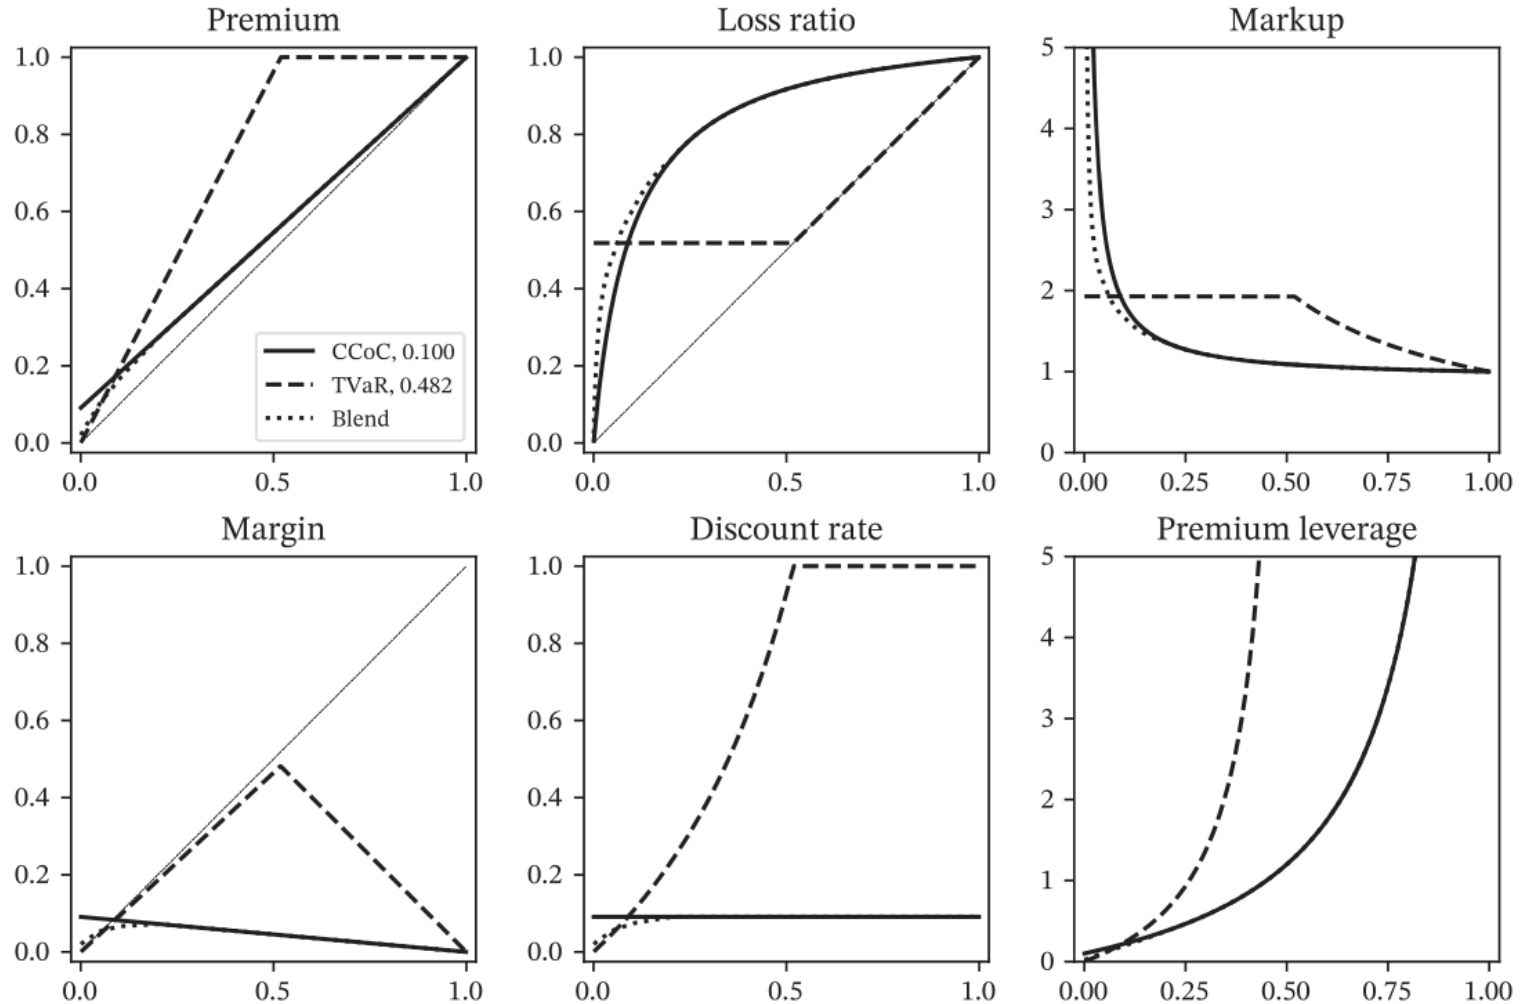 Premium
1.0
0.8
0.6
0.4
0.2
0.0
0.0 0.5 1.0
CCoC, 0.100
TVaR, 0.482
Blend
Loss ratio
1.0
0.8
0.6
0.4
0.2
0.0
0.0 0.5 1.0
Markup
5
4
3
2
1
0
0.00 0.25 0.50 0.75 1.00
Margin
1.0
0.8
0.6
0.4
0.2
0.0
0.0 0.5 1.0
Discount rate
1.0
0.8
0.6
0.4
0.2
0.0
0.0 0.5 1.0
Premium leverage
5
4
3
2
1
0
0.00 0.25 0.50 0.75 1.00